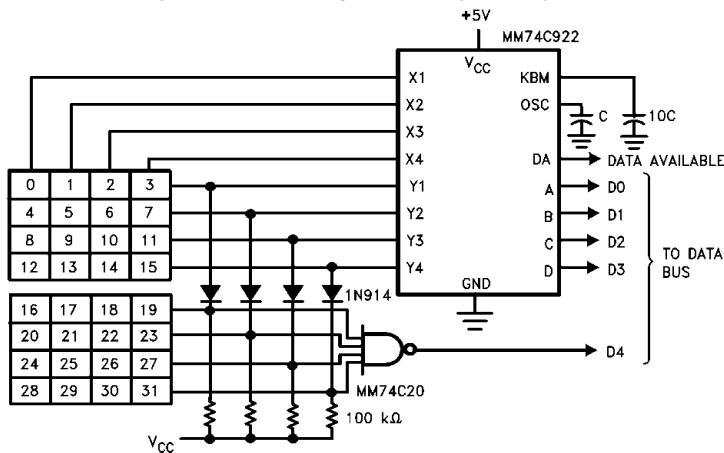 +5V
MM74C922
VCC
X1
X2
X3
X4
Y1
Y2
Y3
Y4
KBM
OSC
DA
A
B
C
D
GND
C
10C
DATA AVAILABLE
D0
D1
D2
D3
TO DATA
BUS
0 1 2 3
4 5 6 7
8 9 10 11
12 13 14 15
1N914
16 17 18 19
20 21 22 23
24 25 26 27
28 29 30 31
D4
MM74C20
100 kΩ
VCC